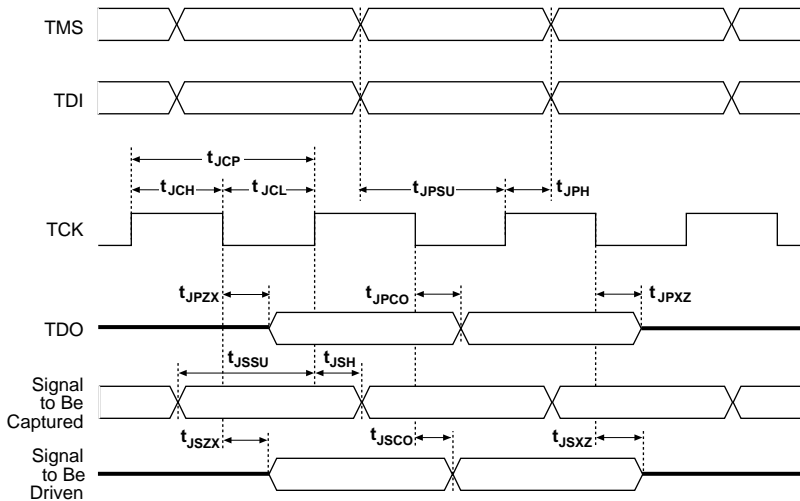 TMS
TDI
tJCP
tJCH
tJCL
tJPSU
tJPH
TCK
tJPZX
tJPCO
tJPXZ
TDO
tJSSU
tJSH
Signal
to Be
Captured
tJSZX
tJSCO
tJSXZ
Signal
to Be
Driven